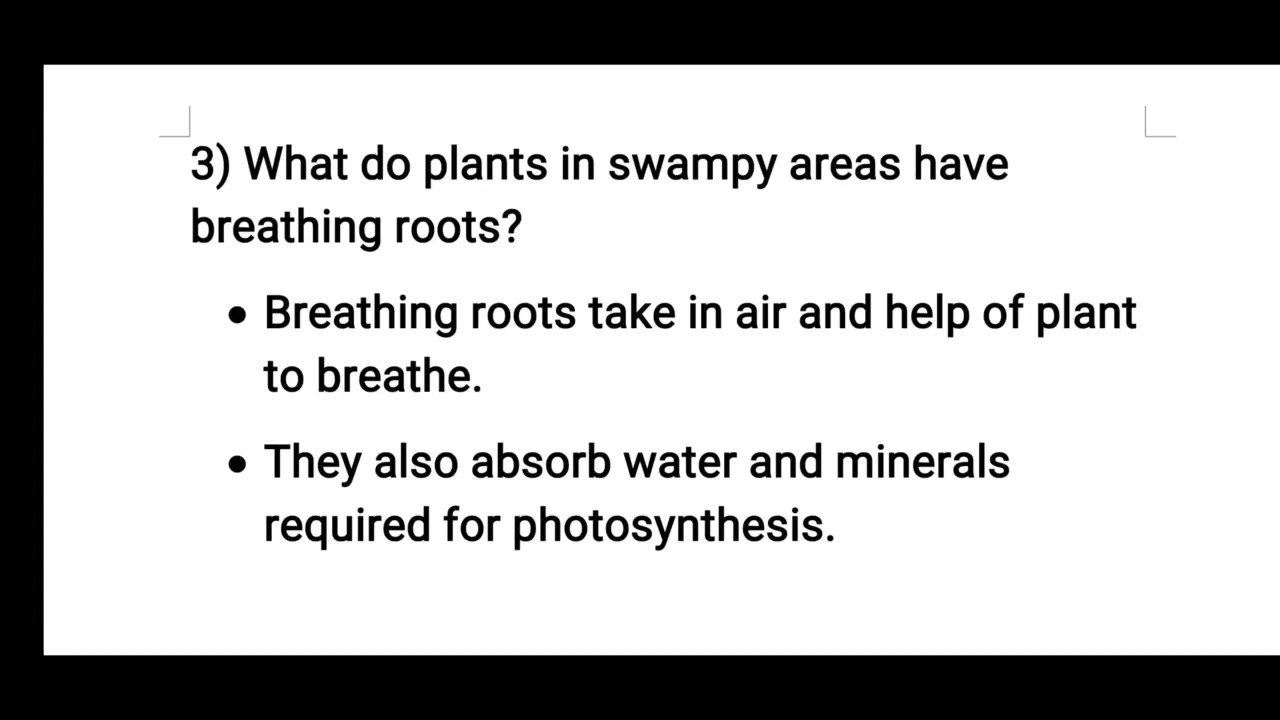 3) What do plants in swampy areas have
breathing roots?
• Breathing roots take in air and help of plant
to breathe.
• They also absorb water and minerals
required for photosynthesis.